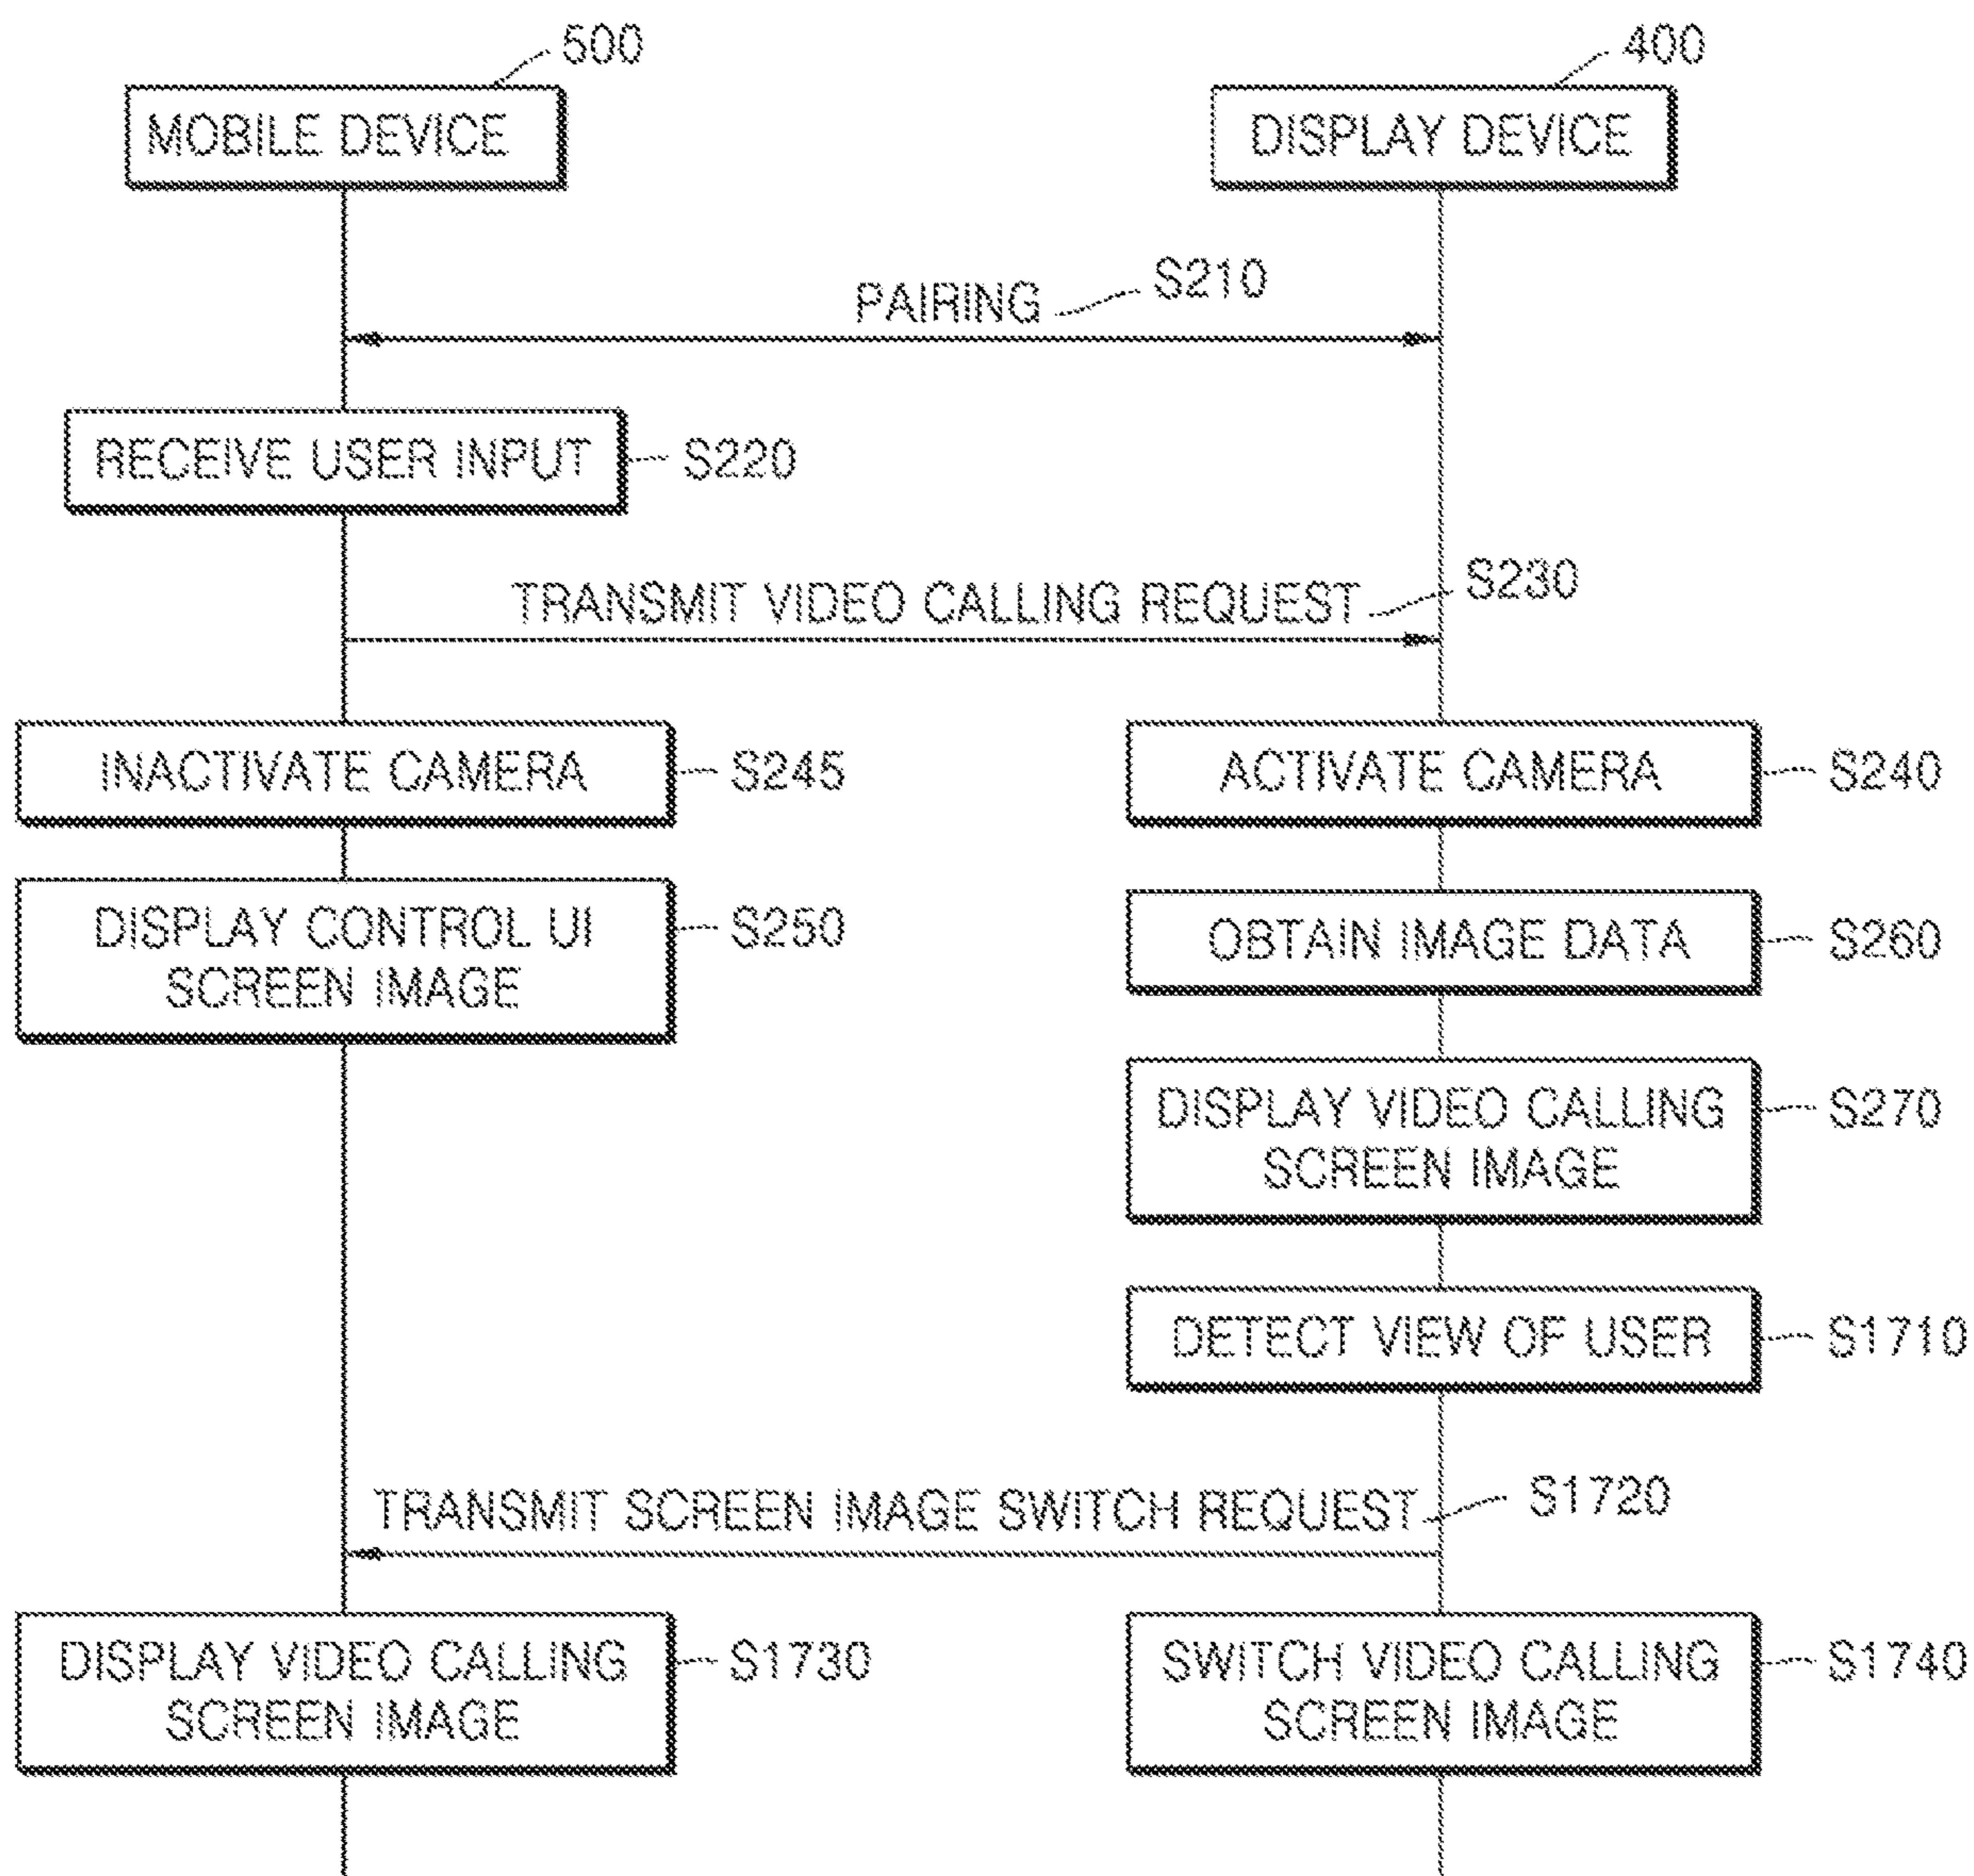 500
400
MOBILE DEVICE
DISPLAY DEVICE
PAIRING
S210
RECEIVE USER INPUT
S220
TRANSMIT VIDEO CALLING REQUEST
S230
INACTIVATE CAMERA
S245
ACTIVATE CAMERA
S240
DISPLAY CONTROL UI
SCREEN IMAGE
S250
OBTAIN IMAGE DATA
S260
DISPLAY VIDEO CALLING
SCREEN IMAGE
S270
DETECT VIEW OF USER
S1710
TRANSMIT SCREEN IMAGE SWITCH REQUEST
S1720
DISPLAY VIDEO CALLING
SCREEN IMAGE
S1730
SWITCH VIDEO CALLING
SCREEN IMAGE
S1740